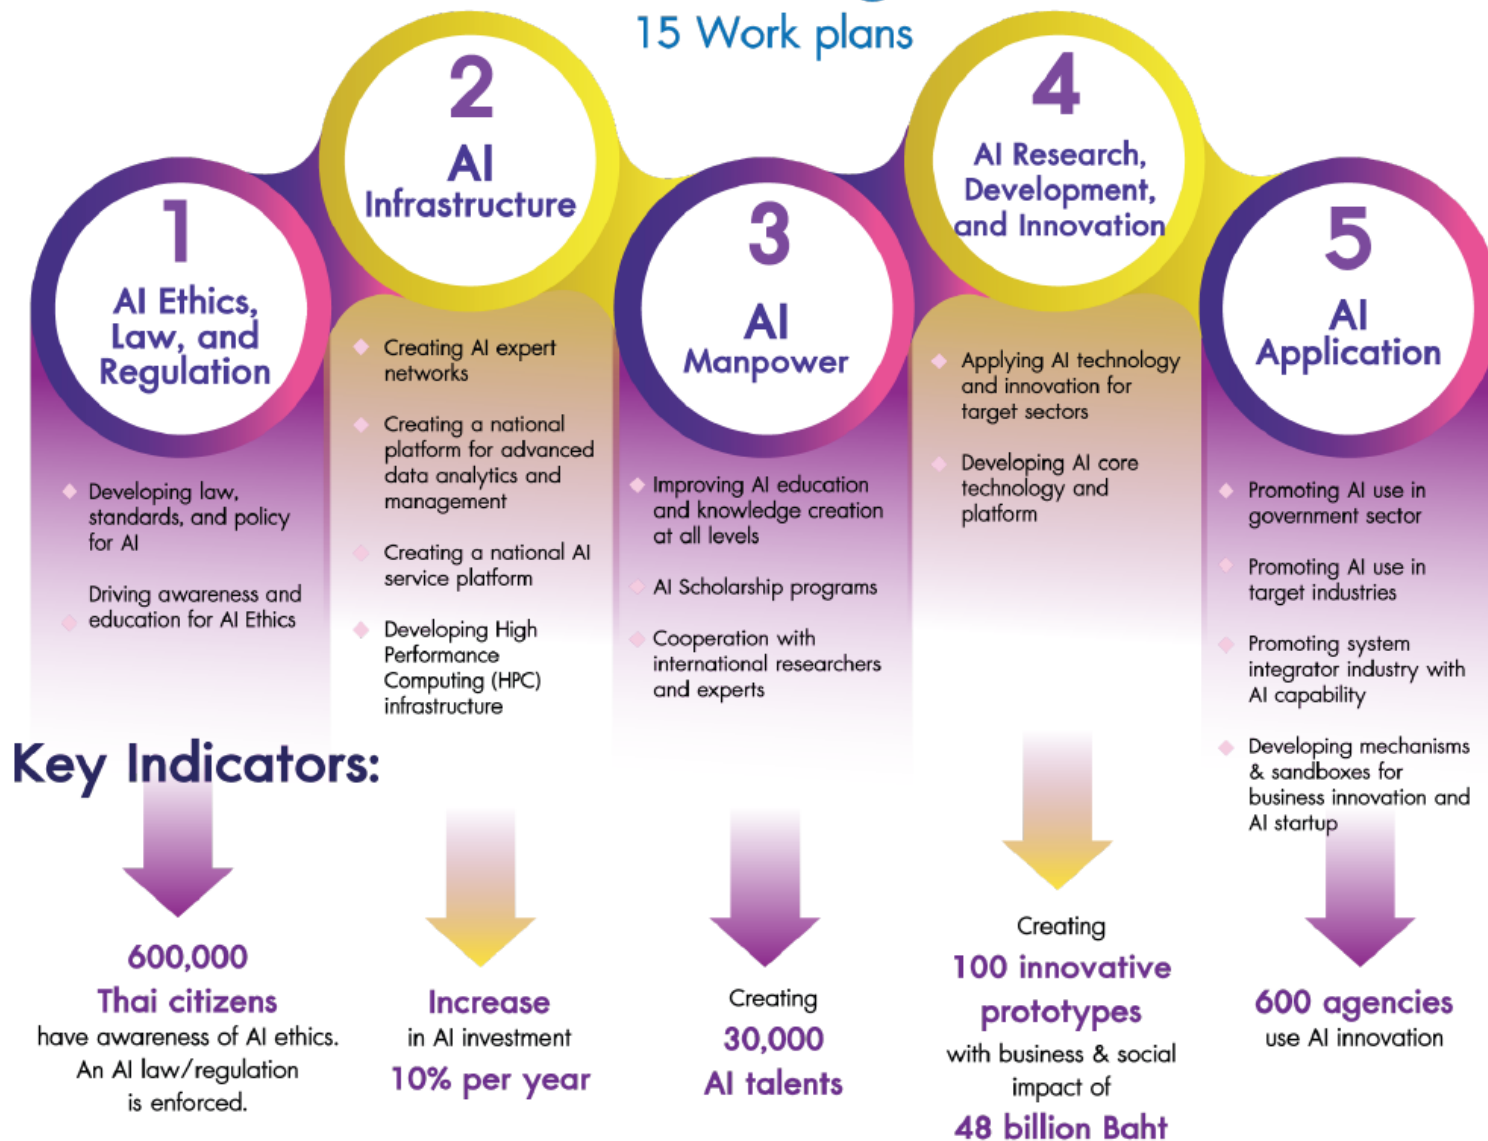 15 Work plans
1
AI Ethics,
Law, and
Regulation
Developing law,
standards, and policy
for AI
Driving awareness and
education for AI Ethics
2
AI
Infrastructure
Creating AI expert
networks
Creating a national
platform for advanced
data analytics and
management
Creating a national AI
service platform
Developing High
Performance
Computing (HPC)
infrastructure
3
AI
Manpower
Improving AI education
and knowledge creation
at all levels
AI Scholarship programs
Cooperation with
international researchers
and experts
4
AI Research,
Development,
and Innovation
Applying AI technology
and innovation for
target sectors
Developing AI core
technology and
platform
5
AI
Application
Promoting AI use in
government sector
Promoting AI use in
target industries
Promoting system
integrator industry with
AI capability
Developing mechanisms
& sandboxes for
business innovation and
AI startup
Key Indicators:
600,000
Thai citizens
have awareness of AI ethics.
An AI law/regulation
is enforced.
Increase
in AI investment
10% per year
Creating
30,000
AI talents
Creating
100 innovative
prototypes
with business & social
impact of
48 billion Baht
600 agencies
use AI innovation